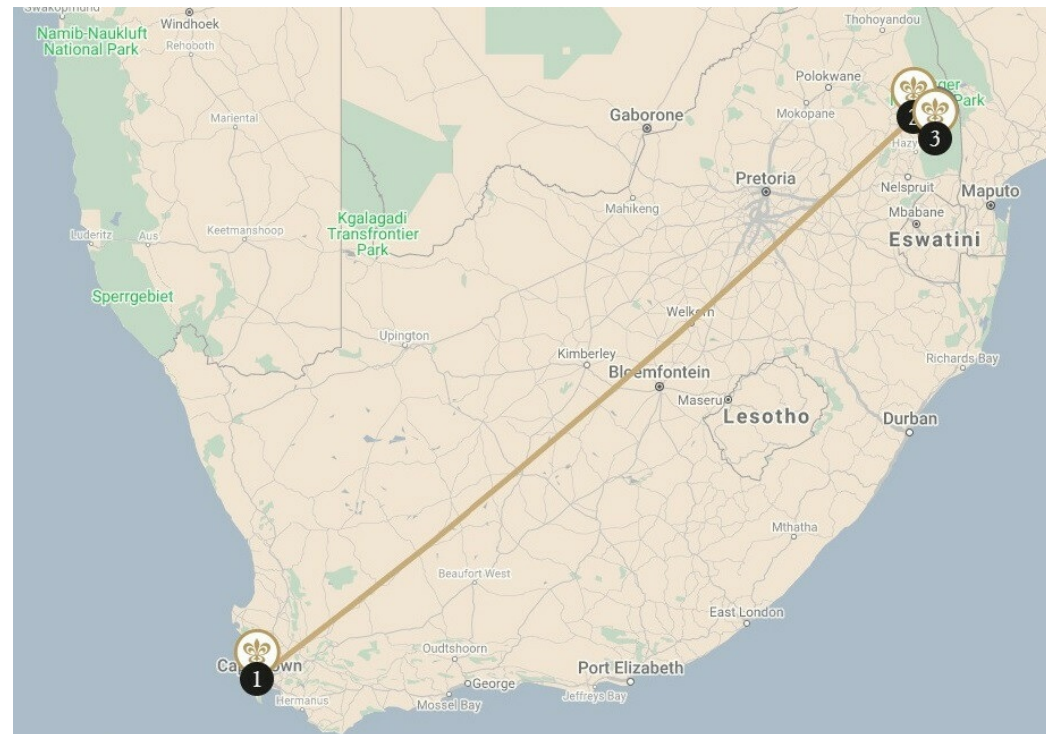 Swakopmund
Windhoek
Namib-Naukluft
National Park
Rehoboth
Thohoyandou
Polokwane
Mokopane
Gaborone
Mariental
2
3
Pretoria
Nelspruit
Maputo
Mahikeng
Mbabane
Eswatini
Kgalagadi
Transfrontier
Park
Keetmanshoop
Luderitz
Aus
Sperrgebiet
Upington
Welkom
Kimberley
Bloemfontein
Richards Bay
Maseru
Lesotho
Durban
Mthatha
Beaufort West
East London
Oudtshoorn
Port Elizabeth
George
Jeffreys Bay
Mossel Bay
Hermanus
1